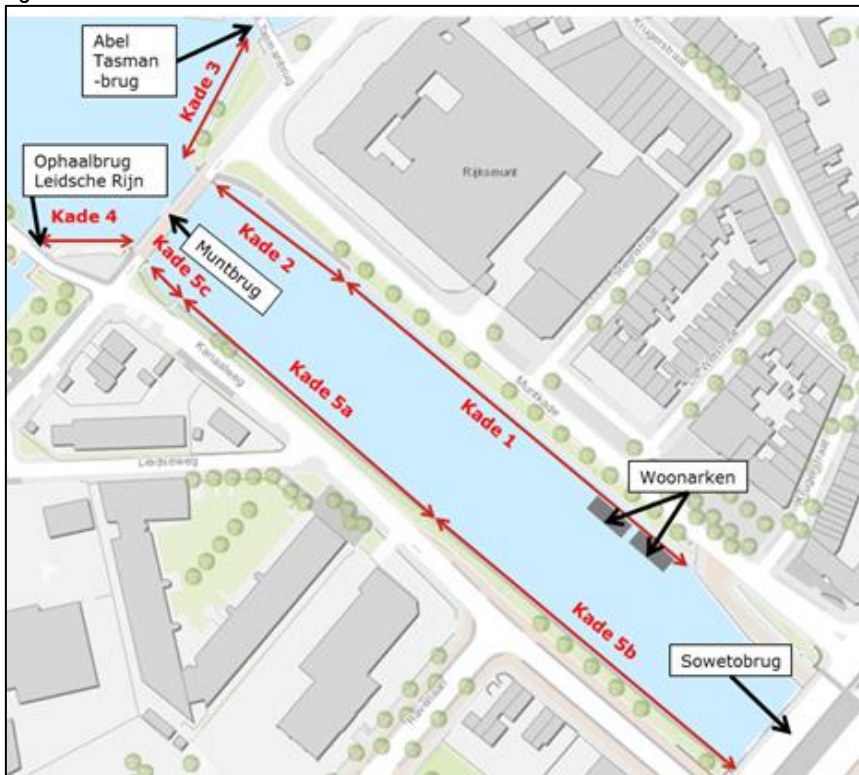 Abel
Tasman
-brug
Kade 3
Krugerstraat
Ophaalbrug
Leidsche Rijn
Rijksmunt
Kade 4
Muntbrug
Kade 2
Kade 5c
Kanaalweg
Kade 5a
Muntkade
Kade 1
Leidseweg
Woonarken
Kade 5b
Sowetobrug